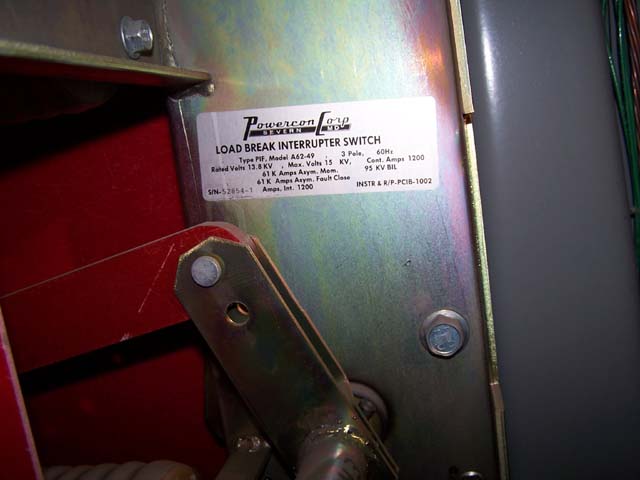 Powercon Corp
SEVERN MD.
LOAD BREAK INTERRUPTER SWITCH
Type PIF, Model A62-49 , 3 Pole, 60Hz
Rated Volts 13.8 KV , Max. Volts 15 KV, Cont. Amps 1200
61 K Amps Asym. Mom. 95 KV BIL
61 K Amps Asym. Fault Close
S/N-52854-1 Amps, Int. 1200 INSTR & R/P-PCIB-1002